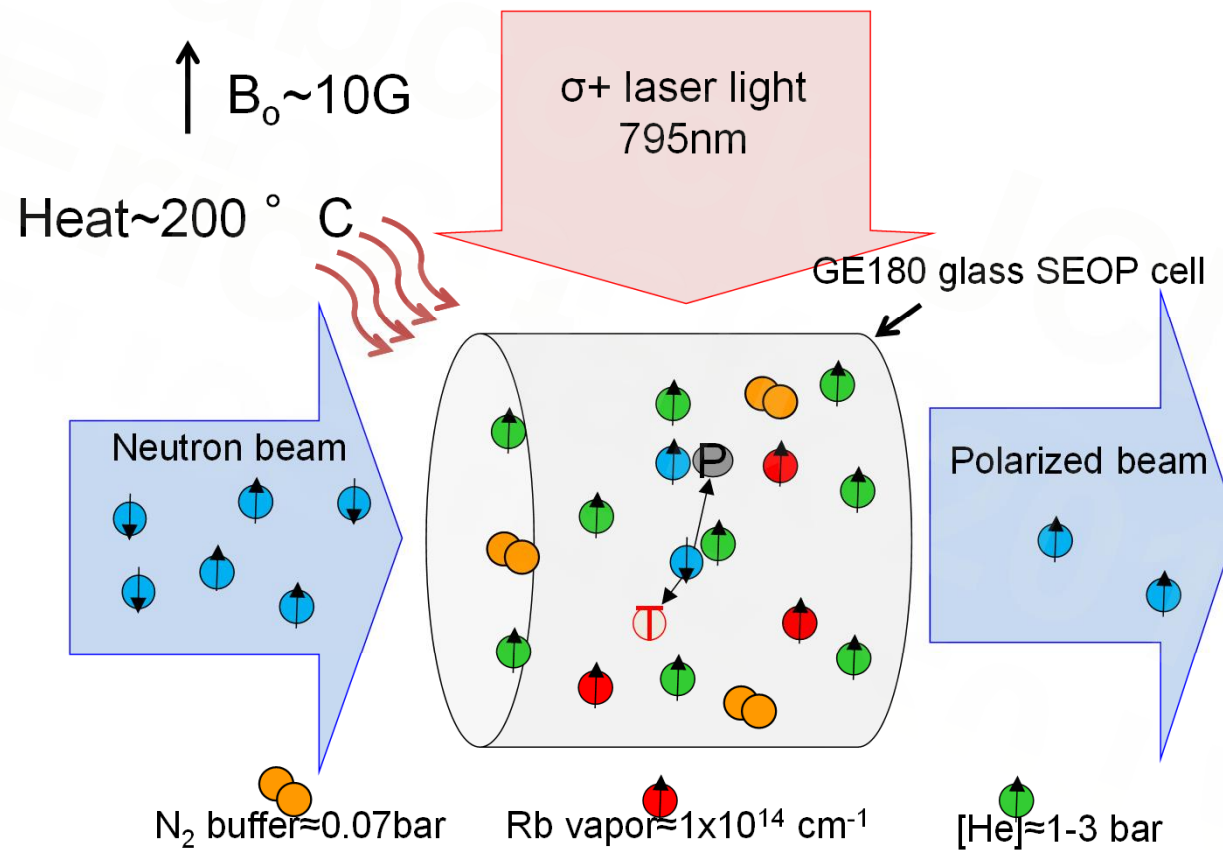 B₀~10G
σ+ laser light
795nm
Heat~200 ° C
GE180 glass SEOP cell
Neutron beam
P
Polarized beam
T
N₂ buffer≈0.07bar
Rb vapor≈1x10¹⁴ cm⁻¹
[He]≈1-3 bar